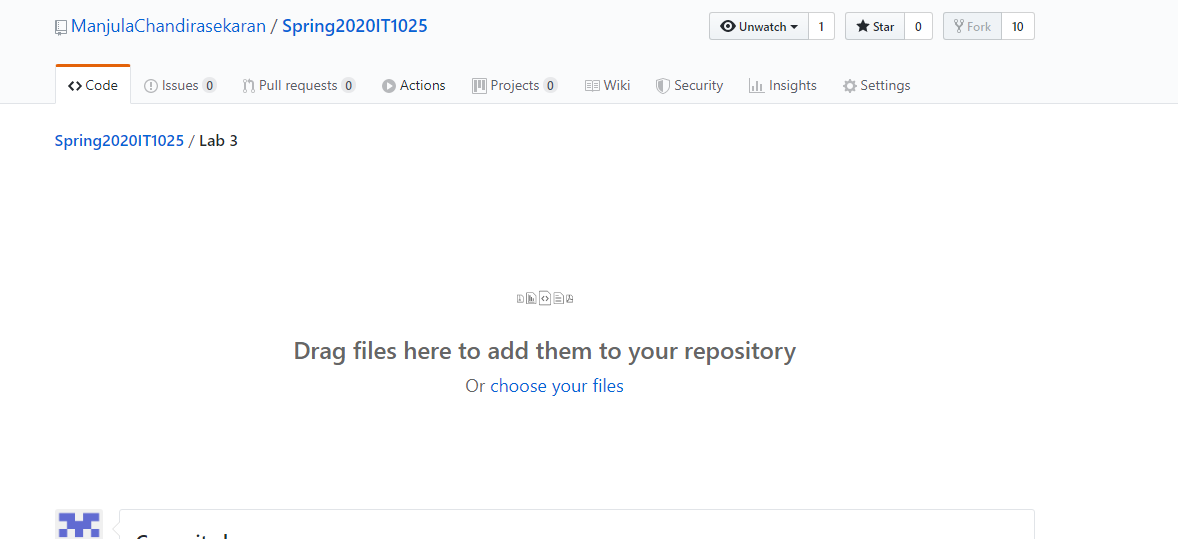 ManjulaChandirasekaran / Spring2020IT1025 Unwatch 1 Star 0 Fork 10
Code Issues 0 Pull requests 0 Actions Projects 0 Wiki Security Insights Settings
Spring2020IT1025 / Lab 3
Drag files here to add them to your repository
Or choose your files